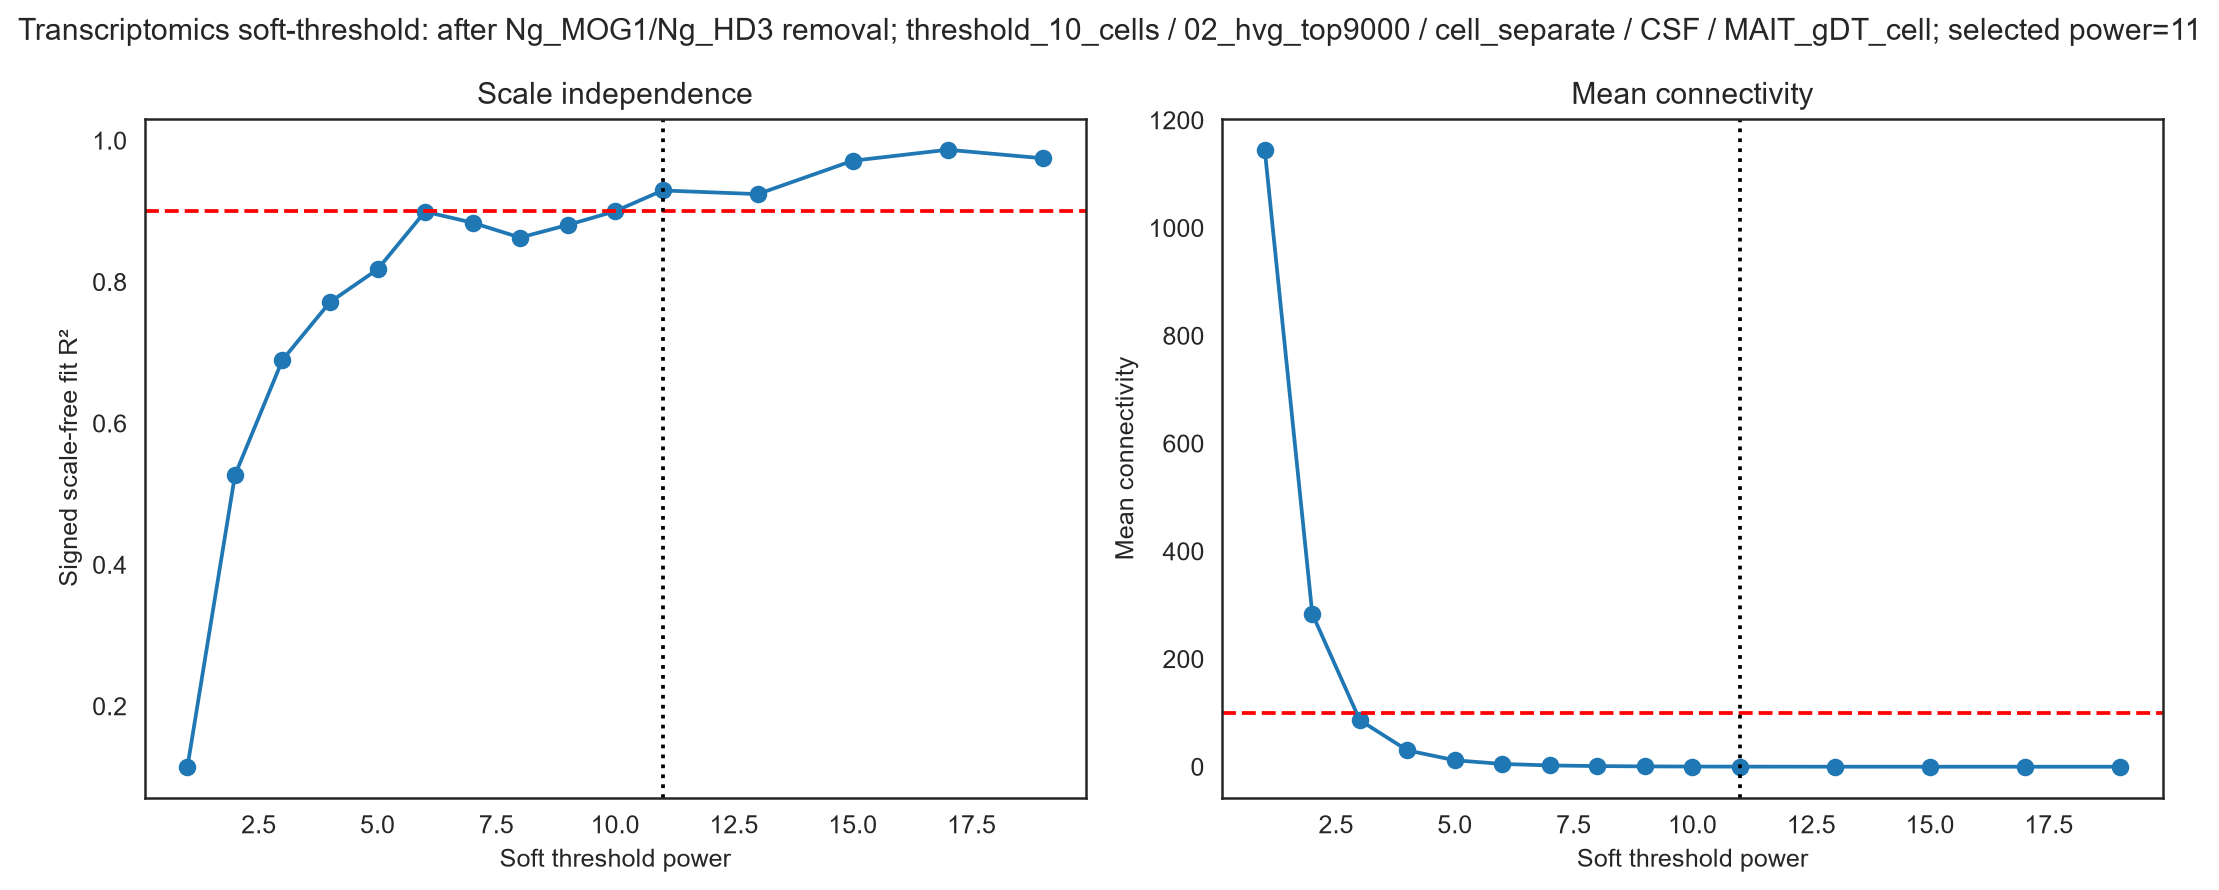 Transcriptomics soft-threshold: after Ng_MOG1/Ng_HD3 removal; threshold_10_cells / 02_hvg_top9000 / cell_separate / CSF / MAIT_gDT_cell; selected power=11
Scale independence
1.0
0.8
0.6
0.4
0.2
Signed scale-free fit R²
2.5 5.0 7.5 10.0 12.5 15.0 17.5
Soft threshold power
Mean connectivity
1200
1000
800
600
400
200
0
Mean connectivity
2.5 5.0 7.5 10.0 12.5 15.0 17.5
Soft threshold power